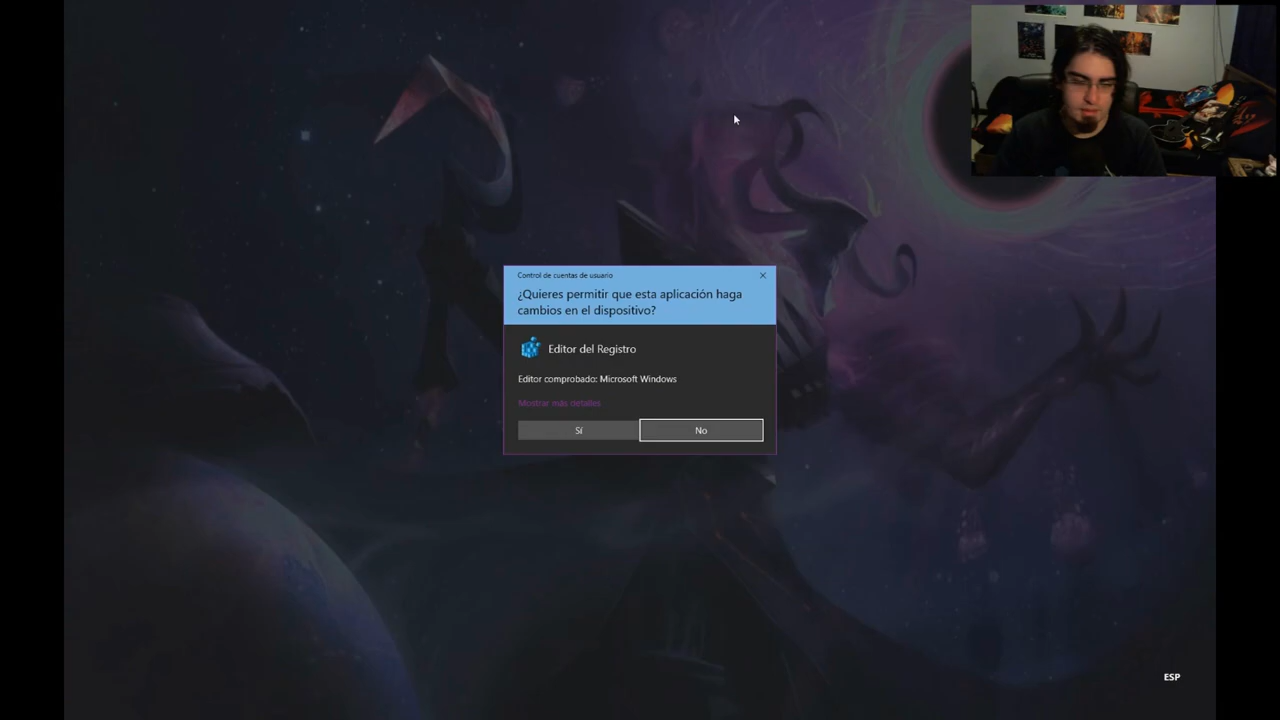 Control de cuentas de usuario
¿Quieres permitir que esta aplicación haga
cambios en el dispositivo?
Editor del Registro
Editor comprobado: Microsoft Windows
Mostrar más detalles
Sí
No
ESP